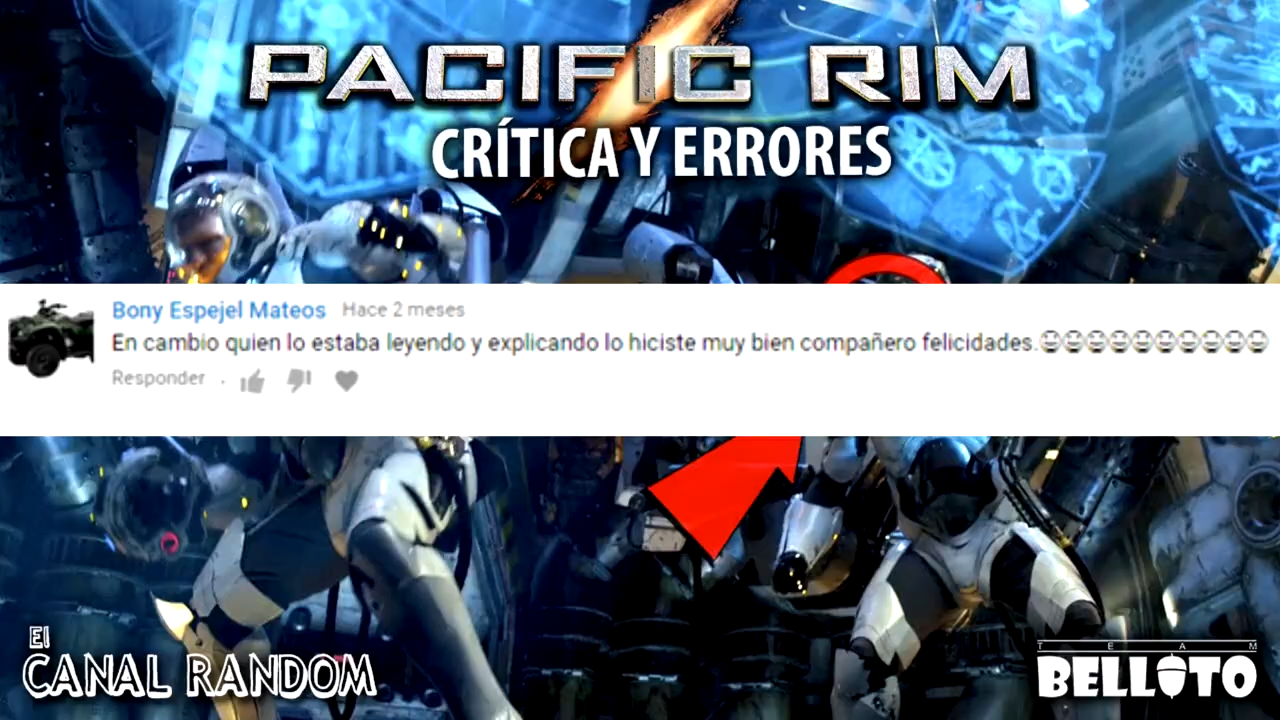 PACIFIC RIM
CRÍTICA Y ERRORES
Bony Espejel Mateos Hace 2 meses
En cambio quien lo estaba leyendo y explicando lo hiciste muy bien compañero felicidades.😀😀😀😀😀😀😀😀😀😀
Responder
El
CANAL RANDOM
TEAM
BELLOTO